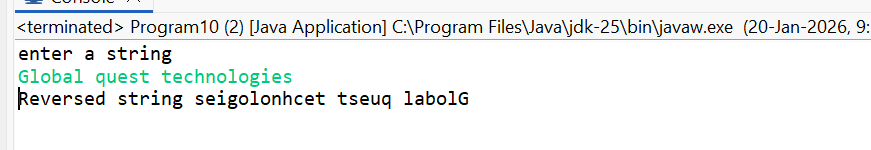 Console
<terminated> Program10 (2) [Java Application] C:\Program Files\Java\jdk-25\bin\javaw.exe (20-Jan-2026, 9:
enter a string
Global quest technologies
Reversed string seigolonhcet tseuq labolG